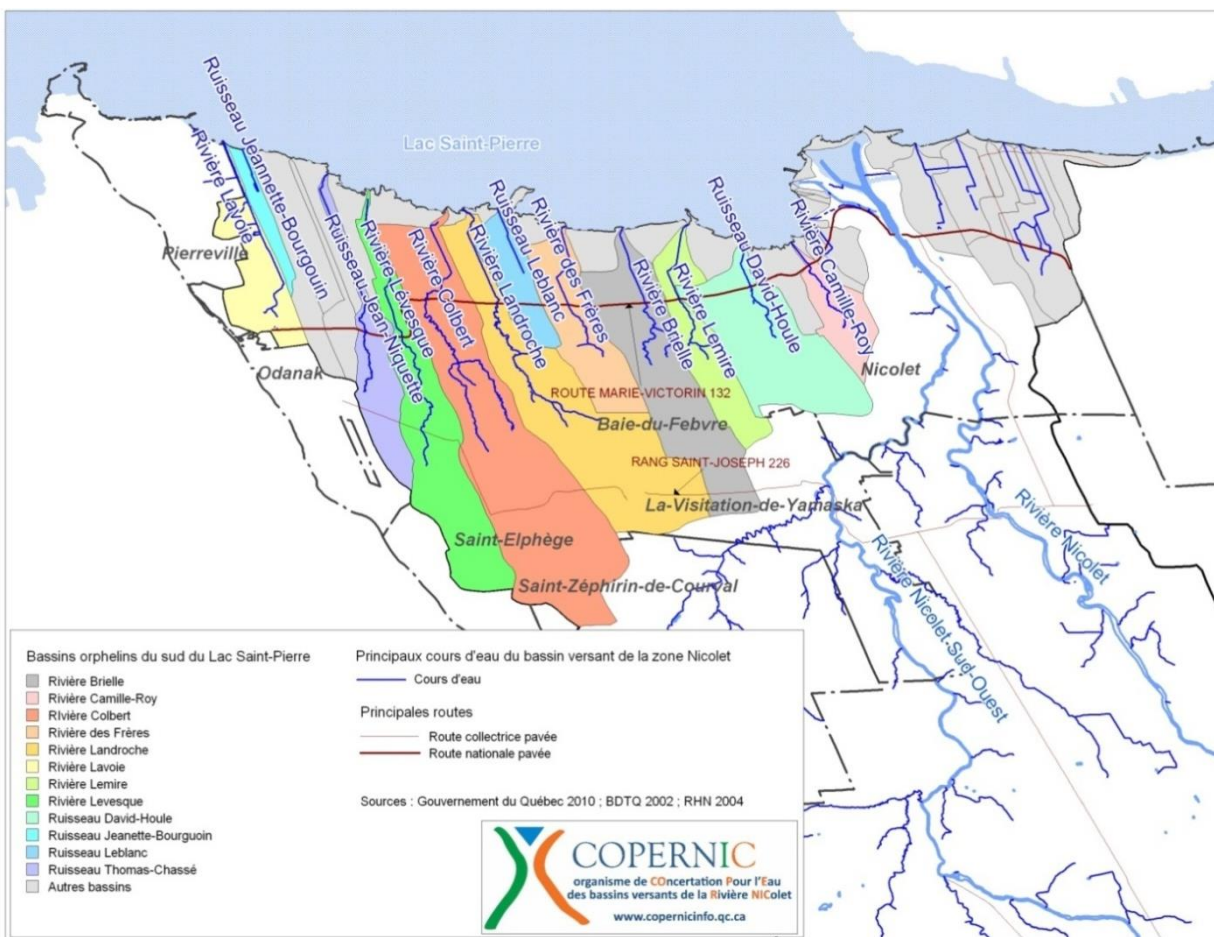 Lac Saint-Pierre
Ruisseau Jeannette-Bourgouin
Rivière Lavoie
Pierreville
Odanak
Ruisseau-Jean-Niquette
Rivière Lévesque
Rivière Colbert
Rivière Landroche
Ruisseau Leblanc
Rivière des Frères
Rivière Brielle
Rivière Lemire
Ruisseau David-Houle
Rivière Camille-Roy
Nicolet
ROUTE MARIE-VICTORIN 132
Baie-du-Febvre
RANG SAINT-JOSEPH 226
La-Visitation-de-Yamaska
Saint-Elphège
Saint-Zéphirin-de-Courval
Rivière Nicolet
Rivière Nicolet-Sud-Ouest
Bassins orphelins du sud du Lac Saint-Pierre
Rivière Brielle
Rivière Camille-Roy
RIvière Colbert
Rivière des Frères
Rivière Landroche
Rivière Lavoie
Rivière Lemire
Rivière Levesque
Ruisseau David-Houle
Ruisseau Jeanette-Bourguoin
Ruisseau Leblanc
Ruisseau Thomas-Chassé
Autres bassins
Principaux cours d'eau du bassin versant de la zone Nicolet
Cours d'eau
Principales routes
Route collectrice pavée
Route nationale pavée
Sources : Gouvernement du Québec 2010 ; BDTQ 2002 ; RHN 2004
COPERNIC
organisme de COncertation Pour l'Eau
des bassins versants de la Rivière NIColet
www.copernicinfo.qc.ca